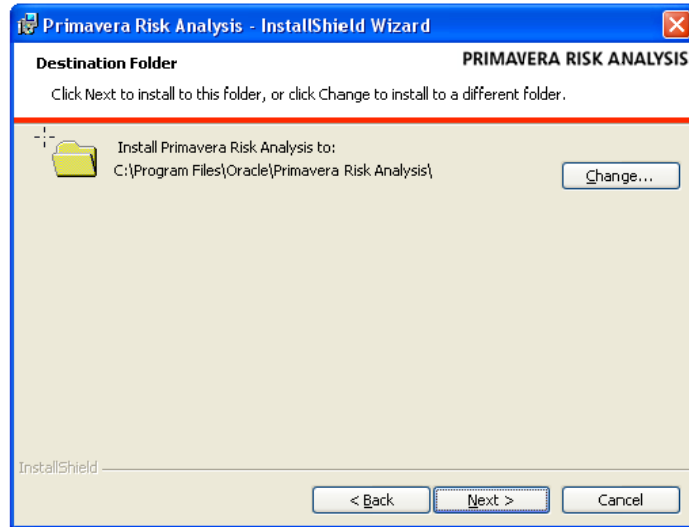 Primavera Risk Analysis - InstallShield Wizard
Destination Folder
PRIMAVERA RISK ANALYSIS
Click Next to install to this folder, or click Change to install to a different folder.
Install Primavera Risk Analysis to:
C:\Program Files\Oracle\Primavera Risk Analysis\
Change...
InstallShield
< Back
Next >
Cancel